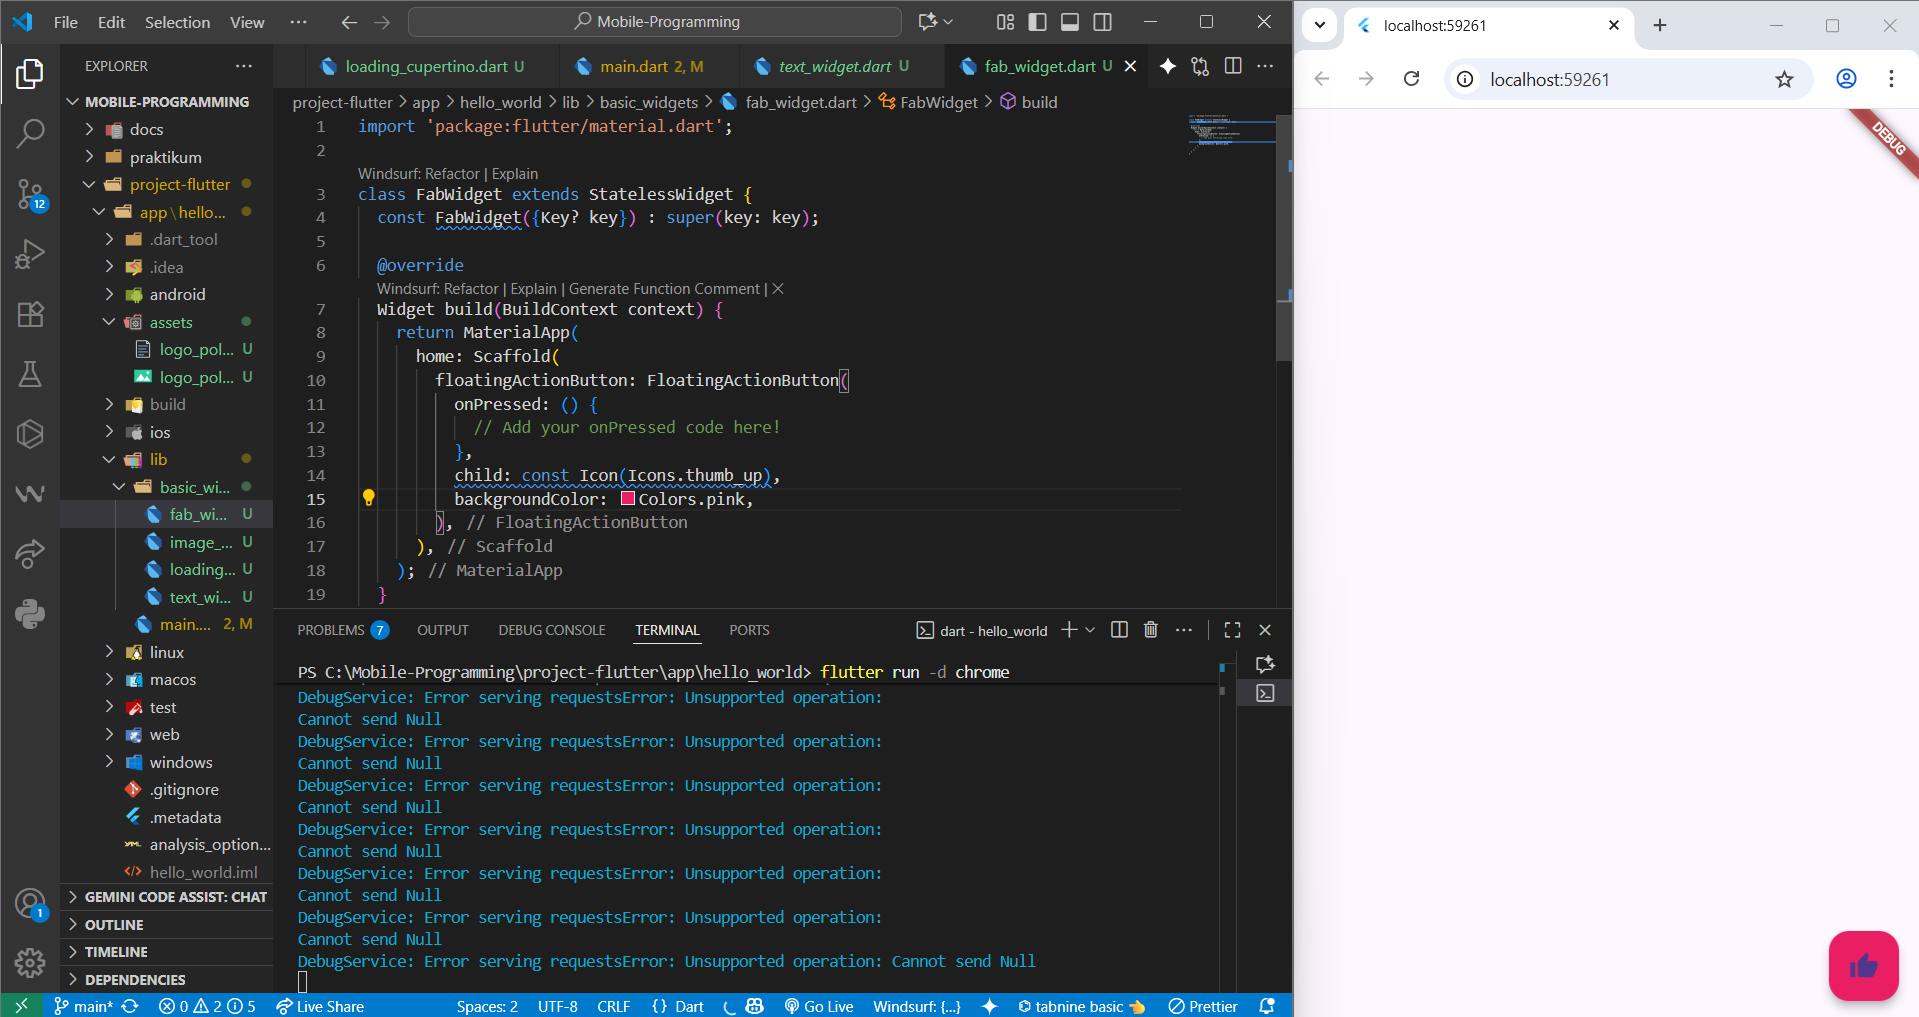 File Edit Selection View ··· Mobile-Programming
EXPLORER ···
MOBILE-PROGRAMMING
docs
praktikum
project-flutter
app\hello...
.dart_tool
.idea
android
assets
logo_pol... U
logo_pol... U
build
ios
lib
basic_wi...
fab_wi... U
image_... U
loading... U
text_wi... U
main.... 2, M
linux
macos
test
web
windows
.gitignore
.metadata
analysis_option...
hello_world.iml
GEMINI CODE ASSIST: CHAT
OUTLINE
TIMELINE
DEPENDENCIES
12
1
loading_cupertino.dart U main.dart 2, M text_widget.dart U fab_widget.dart U
project-flutter > app > hello_world > lib > basic_widgets > fab_widget.dart > FabWidget > build
1 import 'package:flutter/material.dart';
2
Windsurf: Refactor | Explain
3 class FabWidget extends StatelessWidget {
4 const FabWidget({Key? key}) : super(key: key);
5
6 @override
Windsurf: Refactor | Explain | Generate Function Comment | ×
7 Widget build(BuildContext context) {
8 return MaterialApp(
9 home: Scaffold(
10 floatingActionButton: FloatingActionButton(
11 onPressed: () {
12 // Add your onPressed code here!
13 },
14 child: const Icon(Icons.thumb_up),
15 backgroundColor: Colors.pink,
16 ), // FloatingActionButton
17 ), // Scaffold
18 ); // MaterialApp
19 }
PROBLEMS 7 OUTPUT DEBUG CONSOLE TERMINAL PORTS dart - hello_world
PS C:\Mobile-Programming\project-flutter\app\hello_world> flutter run -d chrome
DebugService: Error serving requestsError: Unsupported operation:
Cannot send Null
DebugService: Error serving requestsError: Unsupported operation:
Cannot send Null
DebugService: Error serving requestsError: Unsupported operation:
Cannot send Null
DebugService: Error serving requestsError: Unsupported operation:
Cannot send Null
DebugService: Error serving requestsError: Unsupported operation:
Cannot send Null
DebugService: Error serving requestsError: Unsupported operation:
Cannot send Null
DebugService: Error serving requestsError: Unsupported operation: Cannot send Null
main* 0 2 5 Live Share Spaces: 2 UTF-8 CRLF {} Dart Go Live Windsurf: {...} tabnine basic Prettier
localhost:59261
localhost:59261
DEBUG